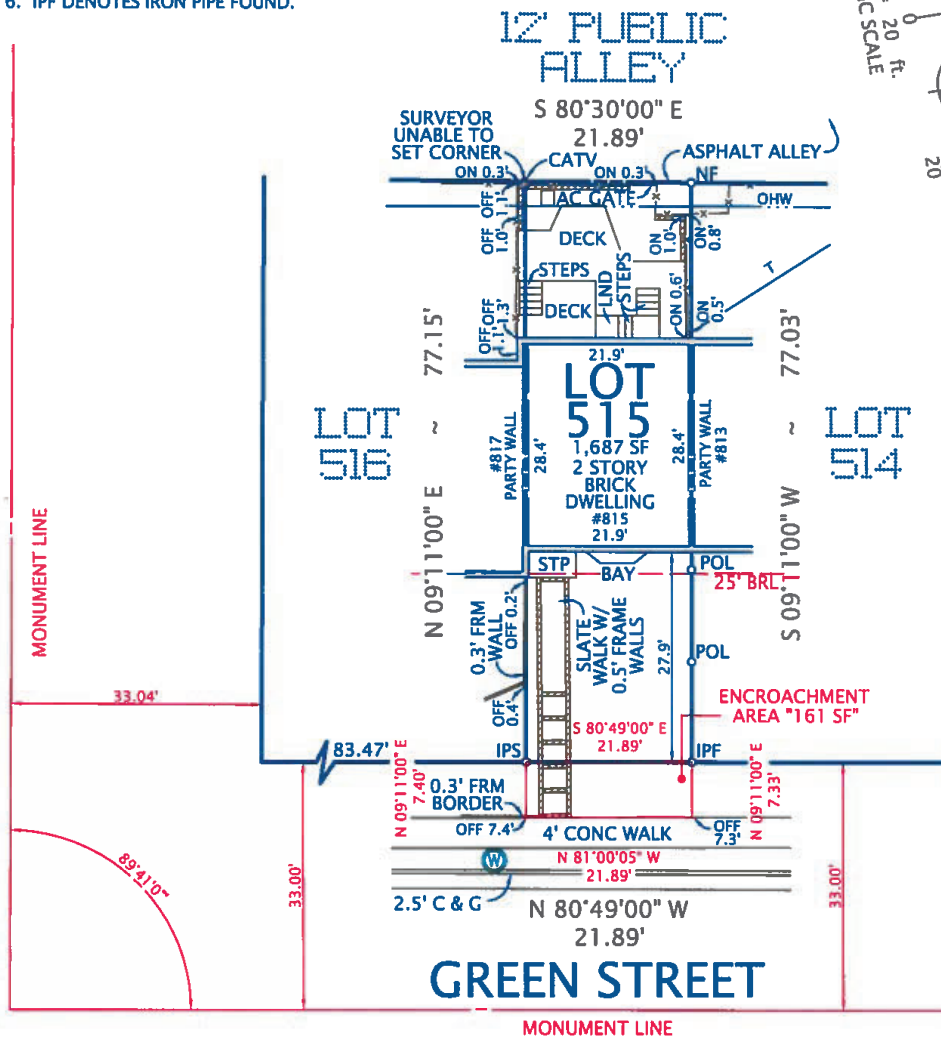 6. IPF DENOTES IRON PIPE FOUND.
12' PUBLIC
ALLEY
20 ft.
0
IC SCALE
20
S 80°30'00" E
21.89'
SURVEYOR
UNABLE TO
SET CORNER
CATV
ASPHALT ALLEY
ON 0.3'
ON 0.3'
NF
OFF
1.1'
AC GATE
OHW
OFF
1.0'
DECK
ON
1.0'
ON
0.8'
STEPS
LND
STEPS
DECK
T
ON 0.6'
ON
0.5'
OFF
1.3'
OFF
1.1'
N 09°11'00" E ~ 77.15'
S 09°11'00" W ~ 77.03'
21.9'
LOT
515
1,687 SF
2 STORY
BRICK
DWELLING
#815
21.9'
LOT
516
LOT
514
#817
PARTY WALL
28.4'
28.4'
PARTY WALL
#813
MONUMENT LINE
STP
BAY
POL
25' BRL
0.3' FRM
WALL
OFF 0.2'
SLATE
WALK W/
0.5' FRAME
WALLS
27.9'
POL
33.04'
OFF
0.4'
ENCROACHMENT
AREA "161 SF"
S 80°49'00" E
21.89'
83.47'
IPS
IPF
N 09°11'00" E
7.40'
0.3' FRM
BORDER
N 09°11'00" E
7.33'
OFF 7.4'
4' CONC WALK
OFF
7.3'
W
N 81°00'05" W
21.89'
89°41'0"
33.00'
33.00'
2.5' C & G
N 80°49'00" W
21.89'
GREEN STREET
MONUMENT LINE